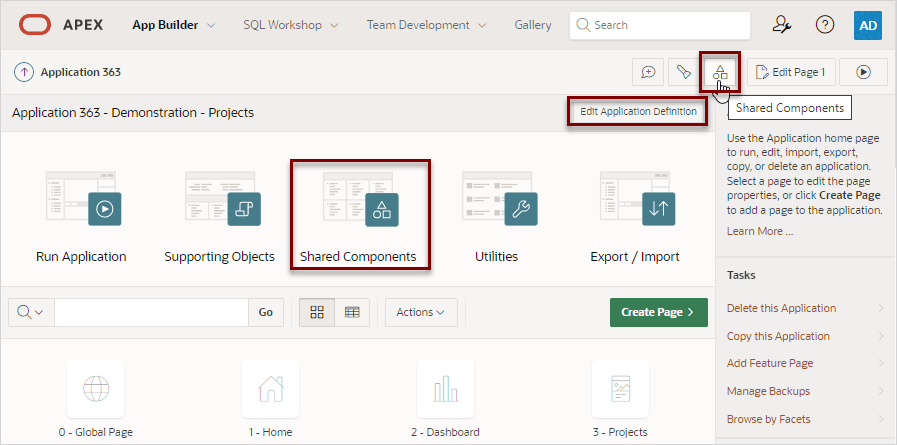 APEX App Builder SQL Workshop Team Development Gallery Search AD
Application 363 Edit Page 1
Shared Components
Application 363 - Demonstration - Projects Edit Application Definition
Use the Application home page
to run, edit, import, export,
copy, or delete an application.
Select a page to edit the page
properties, or click Create Page
to add a page to the application.
Learn More ...
Run Application Supporting Objects Shared Components Utilities Export / Import
Tasks
Delete this Application
Copy this Application
Add Feature Page
Manage Backups
Browse by Facets
Go Actions Create Page
0 - Global Page 1 - Home 2 - Dashboard 3 - Projects